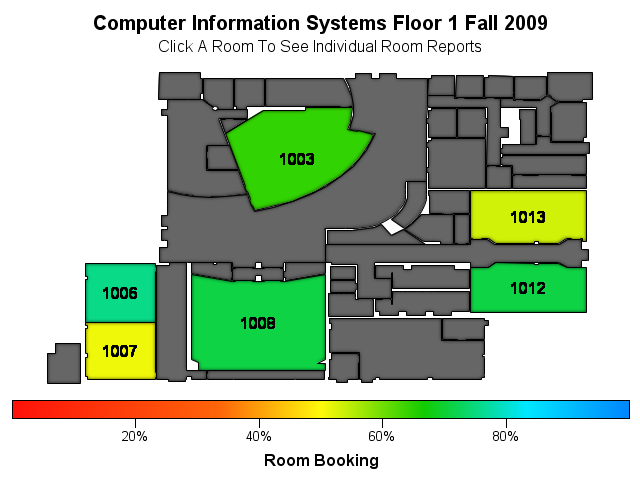 Computer Information Systems Floor 1 Fall 2009
Click A Room To See Individual Room Reports
1003
1013
1006
1012
1008
1007
20% 40% 60% 80%
Room Booking